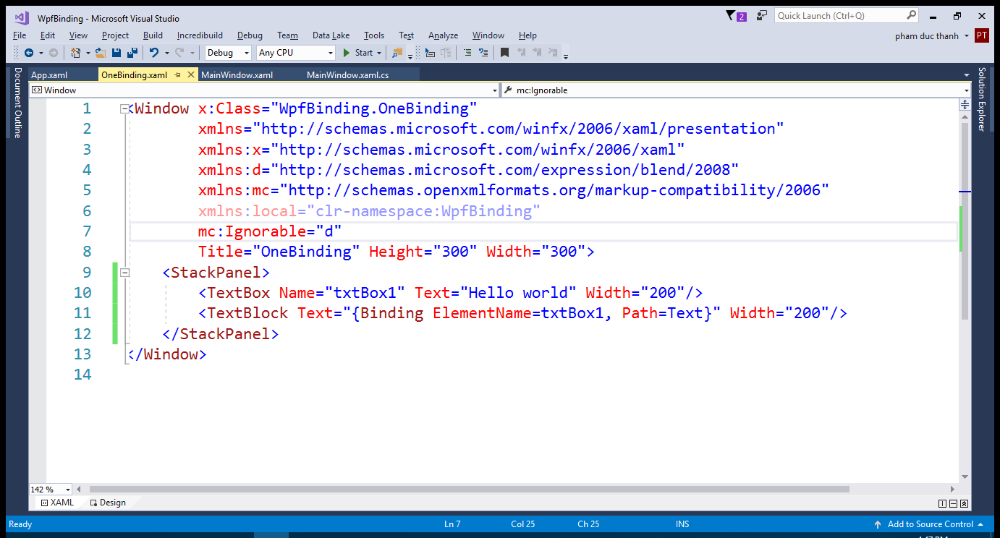 WpfBinding - Microsoft Visual Studio
2
Quick Launch (Ctrl+Q)
File Edit View Project Build Incredibuild Debug Team Data Lake Tools Test Analyze Window Help
pham duc thanh PT
Debug Any CPU Start
Document Outline
App.xaml OneBinding.xaml MainWindow.xaml MainWindow.xaml.cs
Solution Explorer
Window mc:Ignorable
1 <Window x:Class="WpfBinding.OneBinding"
2 xmlns="http://schemas.microsoft.com/winfx/2006/xaml/presentation"
3 xmlns:x="http://schemas.microsoft.com/winfx/2006/xaml"
4 xmlns:d="http://schemas.microsoft.com/expression/blend/2008"
5 xmlns:mc="http://schemas.openxmlformats.org/markup-compatibility/2006"
6 xmlns:local="clr-namespace:WpfBinding"
7 mc:Ignorable="d"
8 Title="OneBinding" Height="300" Width="300">
9 <StackPanel>
10 <TextBox Name="txtBox1" Text="Hello world" Width="200"/>
11 <TextBlock Text="{Binding ElementName=txtBox1, Path=Text}" Width="200"/>
12 </StackPanel>
13 </Window>
14
142 %
XAML Design
Ready Ln 7 Col 25 Ch 25 INS Add to Source Control